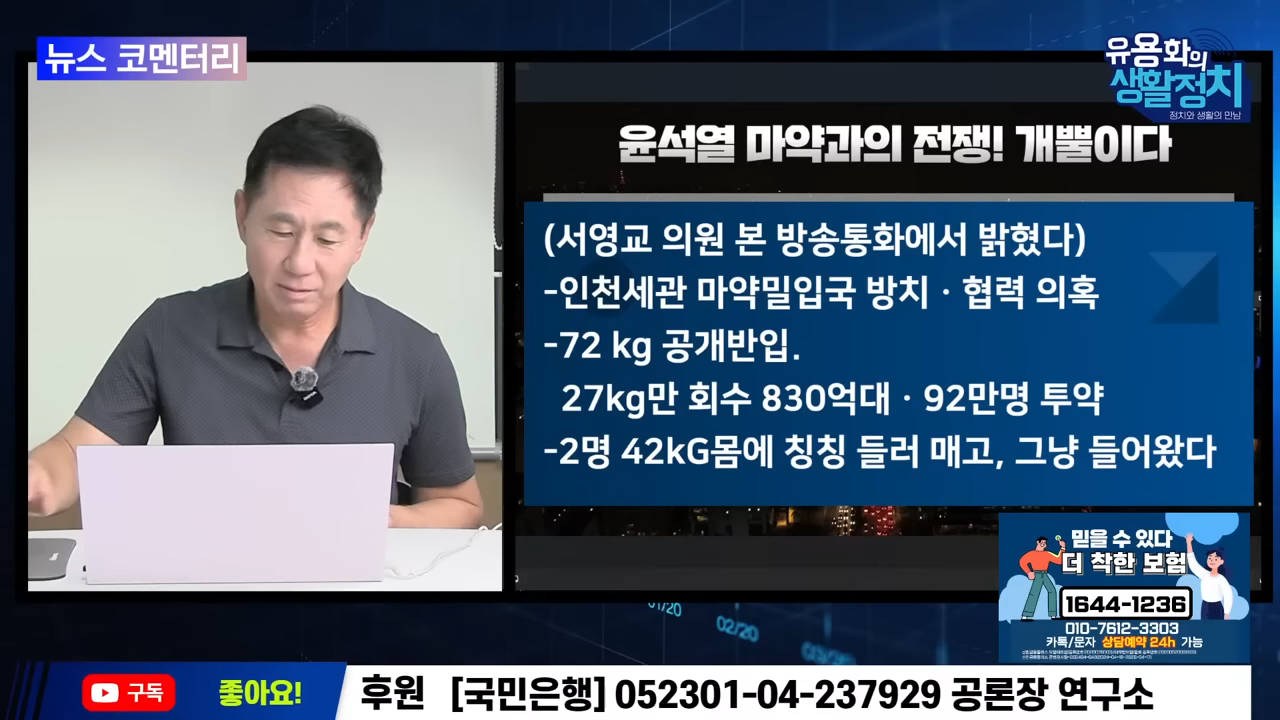 뉴스 코멘터리
유용화의
생활정치
정치와 생활의 만남
윤석열 마약과의 전쟁! 개뿔이다
(서영교 의원 본 방송통화에서 밝혔다)
-인천세관 마약밀입국 방치 · 협력 의혹
-72 kg 공개반입.
27kg만 회수 830억대 · 92만명 투약
-2명 42kG몸에 칭칭 들러 매고, 그냥 들어왔다
믿을 수 있다
더 착한 보험
1644-1236
010-7612-3303
카톡/문자 상담예약 24h 가능
01/20
02/20
구독
좋아요!
후원 [국민은행] 052301-04-237929 공론장 연구소